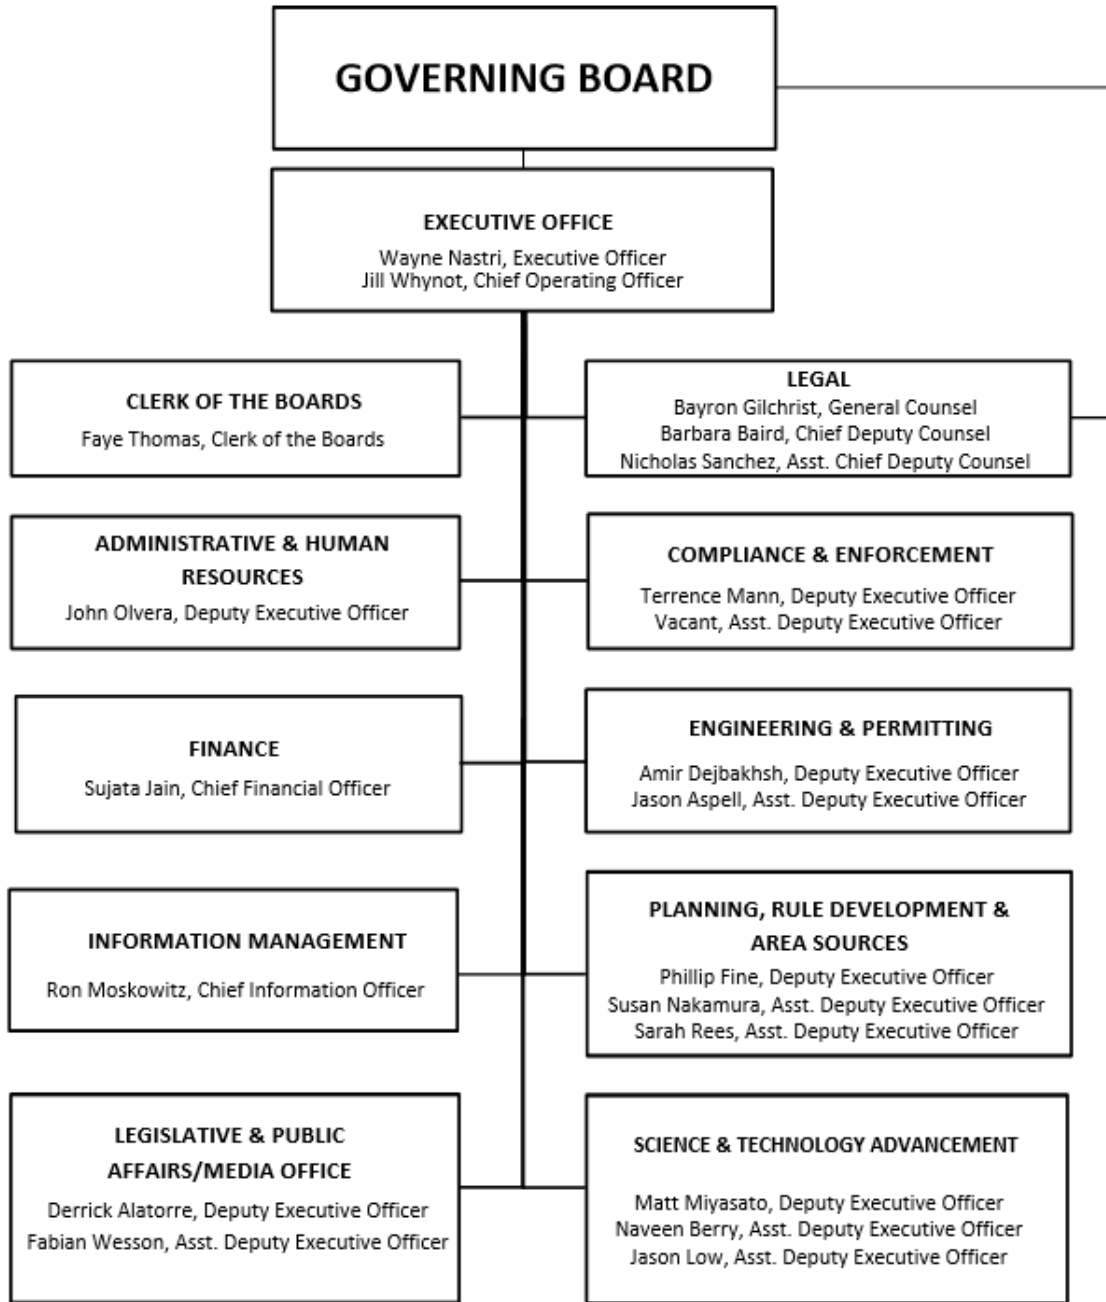 GOVERNING BOARD
EXECUTIVE OFFICE
Wayne Nastri, Executive Officer
Jill Whynot, Chief Operating Officer
CLERK OF THE BOARDS
Faye Thomas, Clerk of the Boards
LEGAL
Bayron Gilchrist, General Counsel
Barbara Baird, Chief Deputy Counsel
Nicholas Sanchez, Asst. Chief Deputy Counsel
ADMINISTRATIVE & HUMAN
RESOURCES
John Olvera, Deputy Executive Officer
COMPLIANCE & ENFORCEMENT
Terrence Mann, Deputy Executive Officer
Vacant, Asst. Deputy Executive Officer
FINANCE
Sujata Jain, Chief Financial Officer
ENGINEERING & PERMITTING
Amir Dejbakhsh, Deputy Executive Officer
Jason Aspell, Asst. Deputy Executive Officer
INFORMATION MANAGEMENT
Ron Moskowitz, Chief Information Officer
PLANNING, RULE DEVELOPMENT &
AREA SOURCES
Phillip Fine, Deputy Executive Officer
Susan Nakamura, Asst. Deputy Executive Officer
Sarah Rees, Asst. Deputy Executive Officer
LEGISLATIVE & PUBLIC
AFFAIRS/MEDIA OFFICE
Derrick Alatorre, Deputy Executive Officer
Fabian Wesson, Asst. Deputy Executive Officer
SCIENCE & TECHNOLOGY ADVANCEMENT
Matt Miyasato, Deputy Executive Officer
Naveen Berry, Asst. Deputy Executive Officer
Jason Low, Asst. Deputy Executive Officer